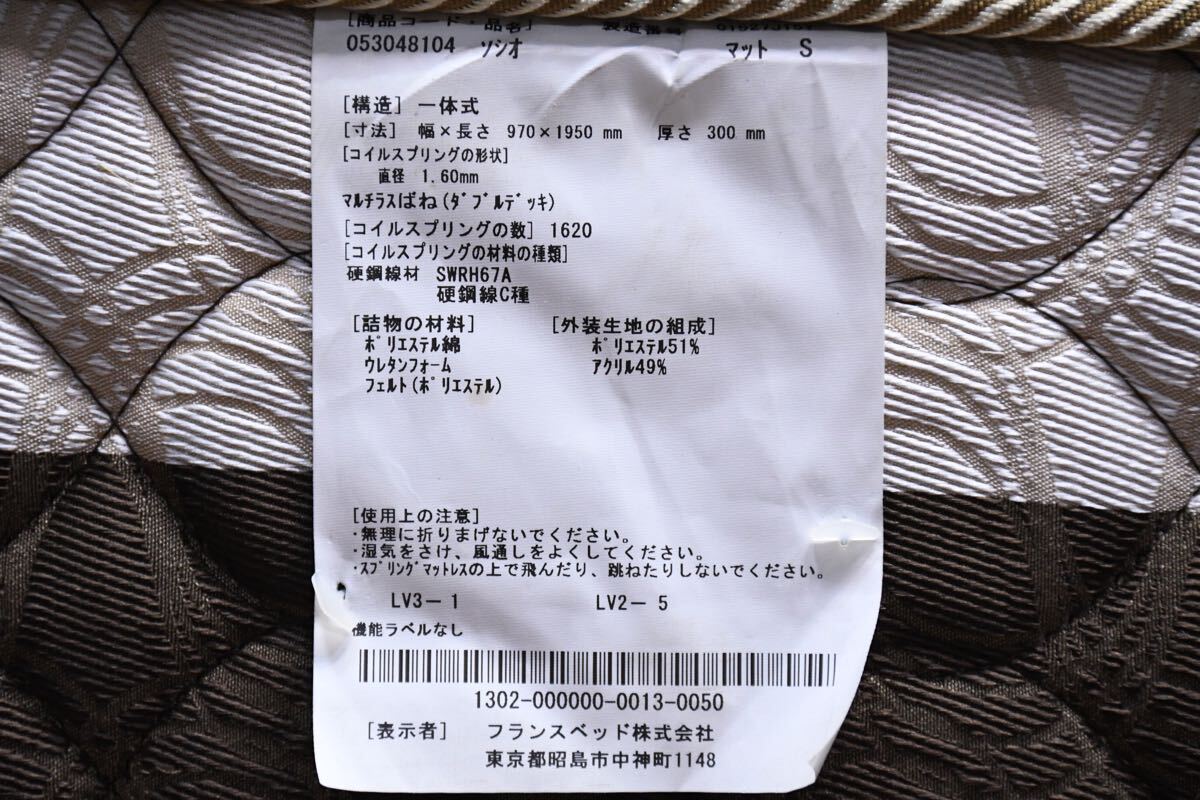 [商品コード・品名] 製造番号
053048104 ソシオ マット S
[構造] 一体式
[寸法] 幅×長さ 970×1950 mm 厚さ 300 mm
[コイルスプリングの形状]
直径 1.60mm
マルチラスばね(ダブルデッキ)
[コイルスプリングの数] 1620
[コイルスプリングの材料の種類]
硬鋼線材 SWRH67A
硬鋼線C種
[詰物の材料] [外装生地の組成]
ポリエステル綿 ポリエステル51%
ウレタンフォーム アクリル49%
フェルト(ポリエステル)
[使用上の注意]
・無理に折りまげないでください。
・湿気をさけ、風通しをよくしてください。
・スプリングマットレスの上で飛んだり、跳ねたりしないでください。
LV3-1 LV2-5
機能ラベルなし
1302-000000-0013-0050
[表示者] フランスベッド株式会社
東京都昭島市中神町1148